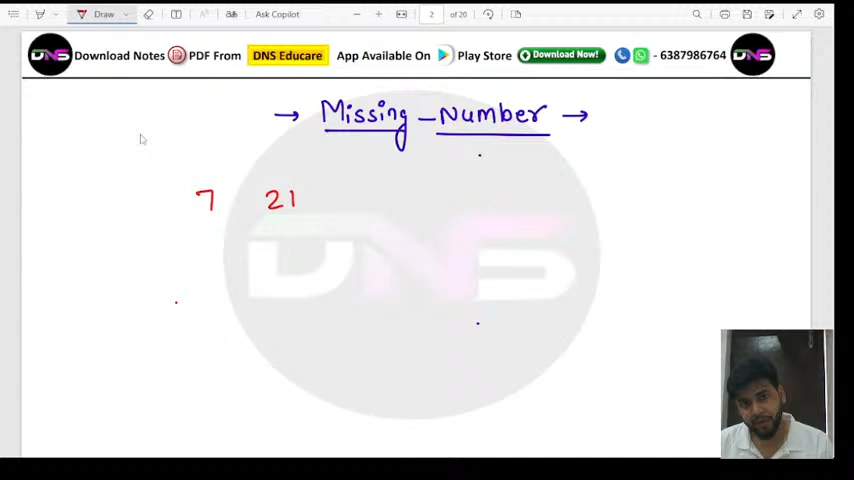 Draw Ask Copilot 2 of 20
DNS Download Notes PDF From DNS Educare App Available On Play Store Download Now! - 6387986764 DNS
→ Missing - Number →
7 21
DNS